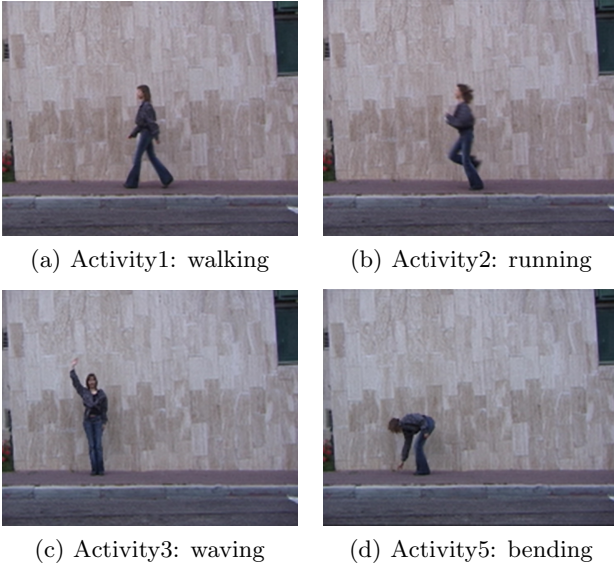 (a) Activity1: walking
(b) Activity2: running
(c) Activity3: waving
(d) Activity5: bending